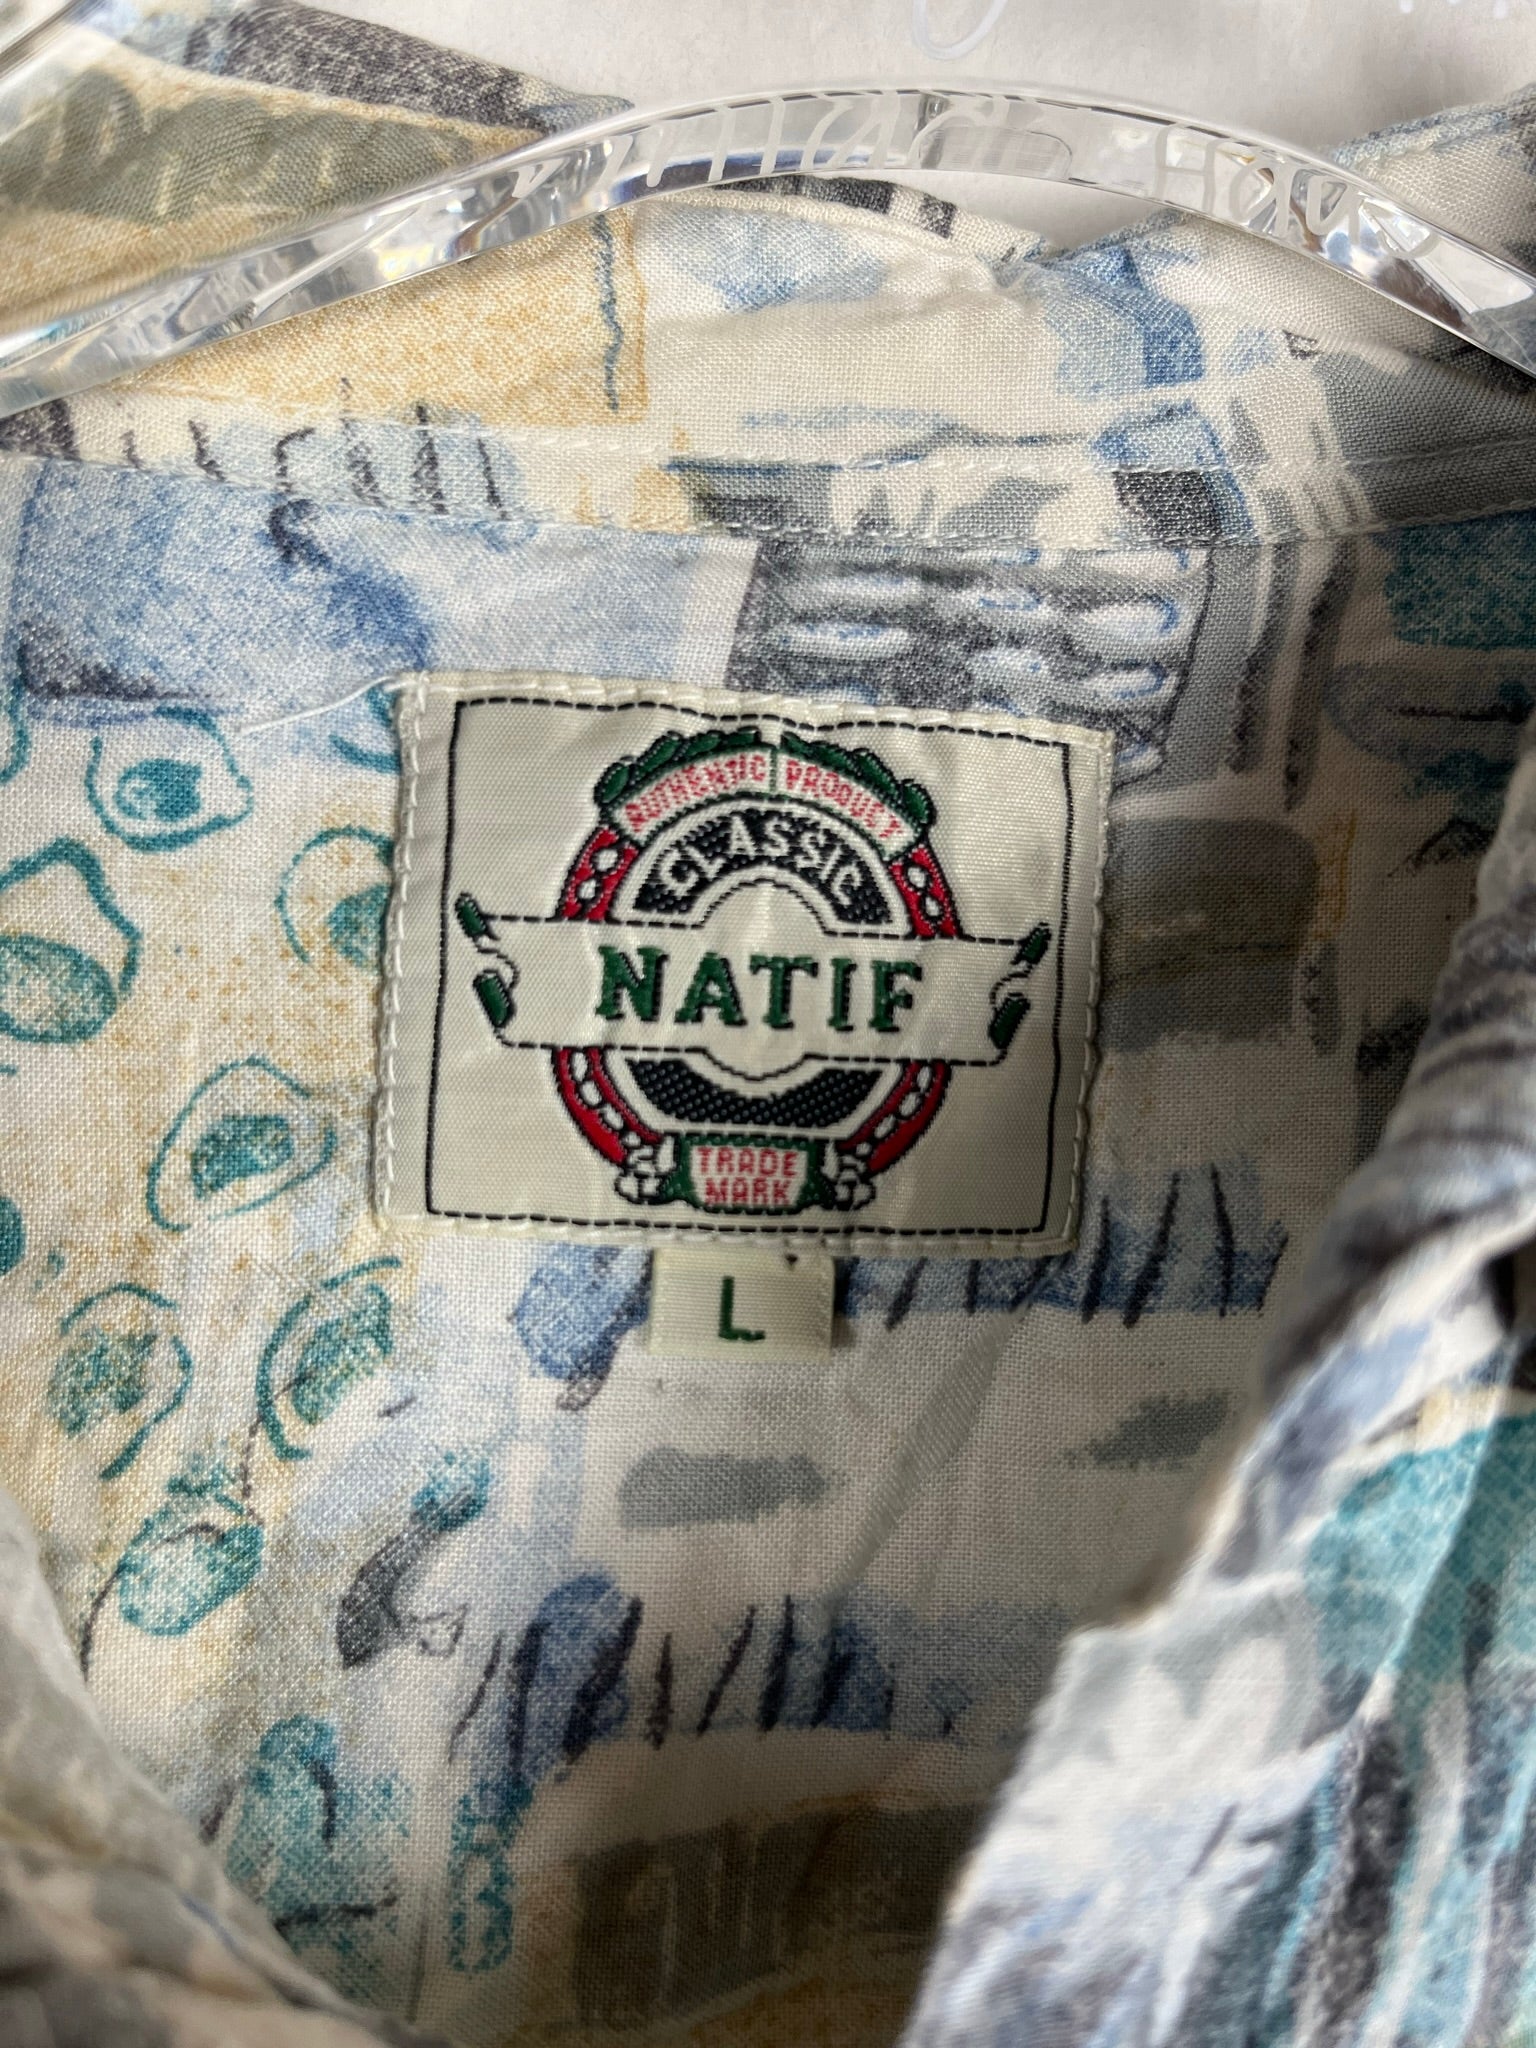 AUTHENTIC PRODUCT
CLASSIC
NATIF
TRADE
MARK
L